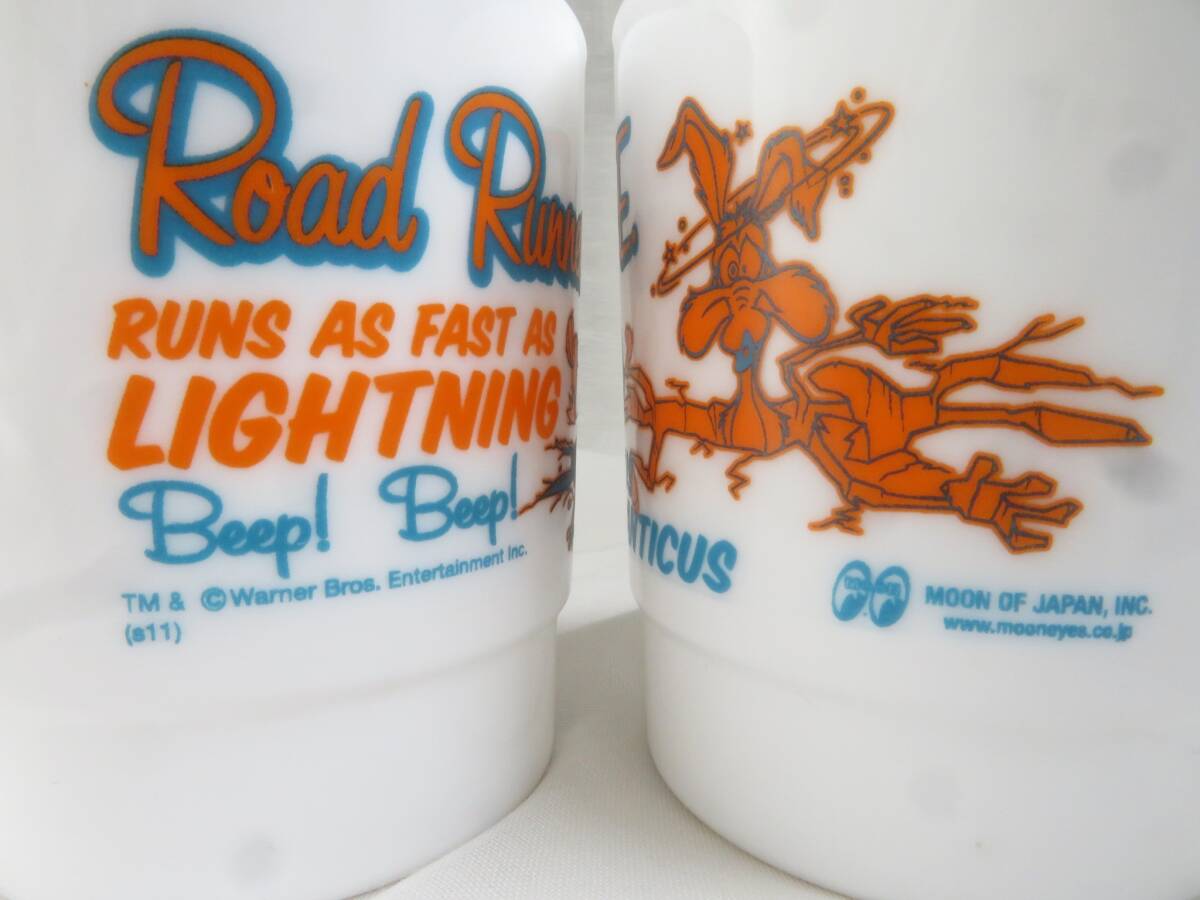 Road Runn
RUNS AS FAST AS
LIGHTNING
Beep! Beep!
TM & © Warner Bros. Entertainment Inc.
(s11)
E.
NTICUS
MOON OF JAPAN, INC.
www.mooneyes.co.jp